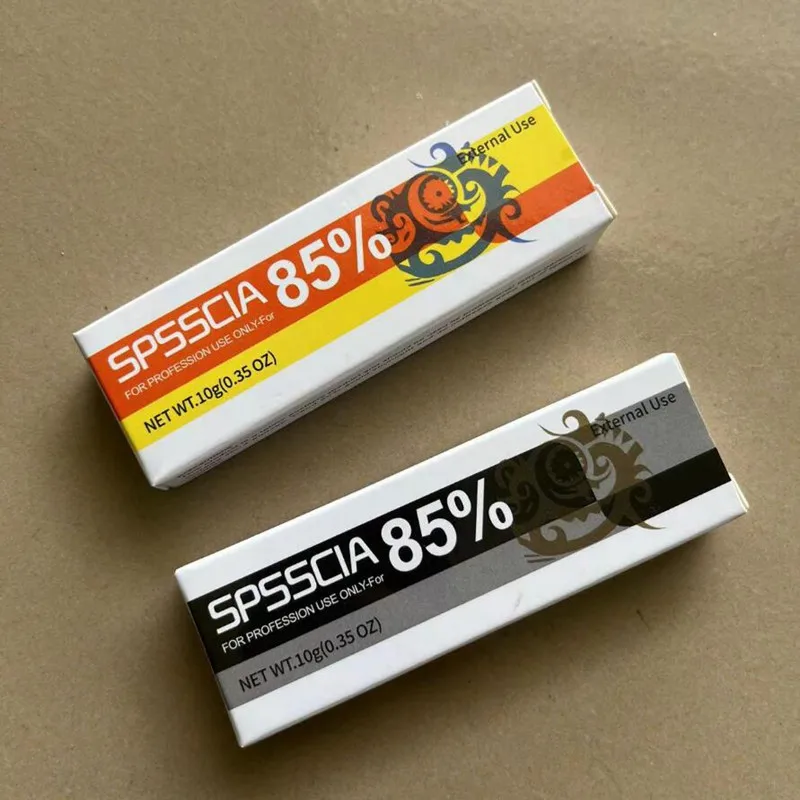 External Use
SPSSCIA 85%
FOR PROFESSION USE ONLY-For
NET WT.10g(0.35 OZ)
External Use
SPSSCIA 85%
FOR PROFESSION USE ONLY-For
NET WT.10g(0.35 OZ)